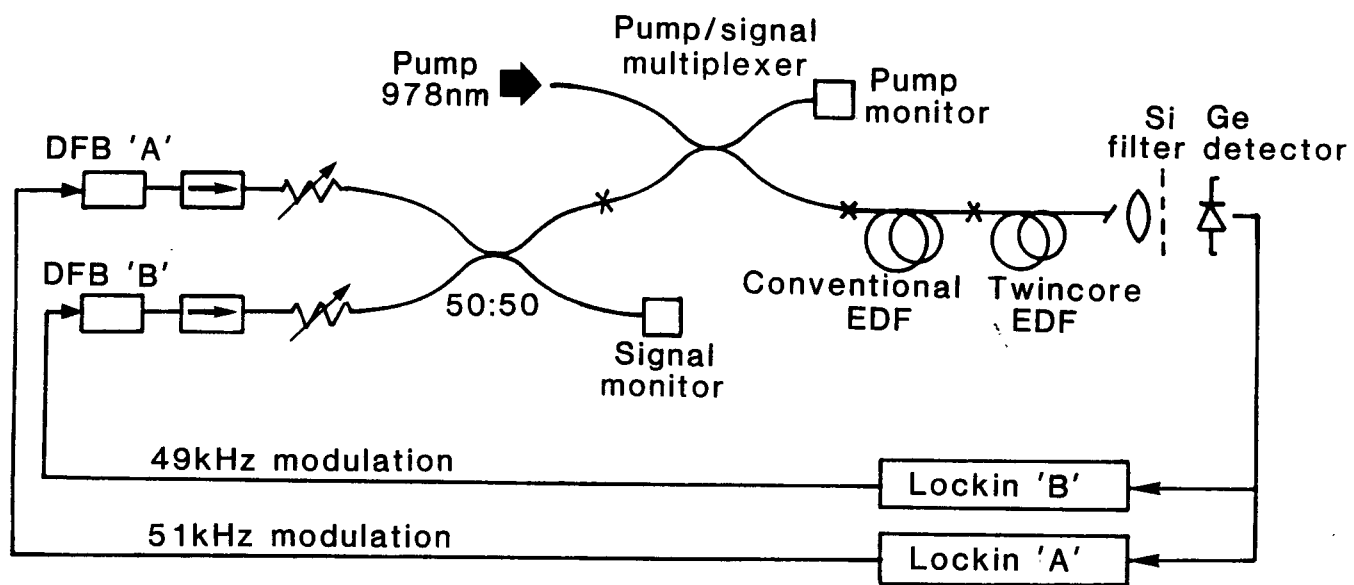 Pump/signal
multiplexer
Pump
978nm
Pump
monitor
Si Ge
filter detector
DFB 'A'
DFB 'B'
50:50
Signal
monitor
Conventional
EDF
Twincore
EDF
49kHz modulation
Lockin 'B'
51kHz modulation
Lockin 'A'